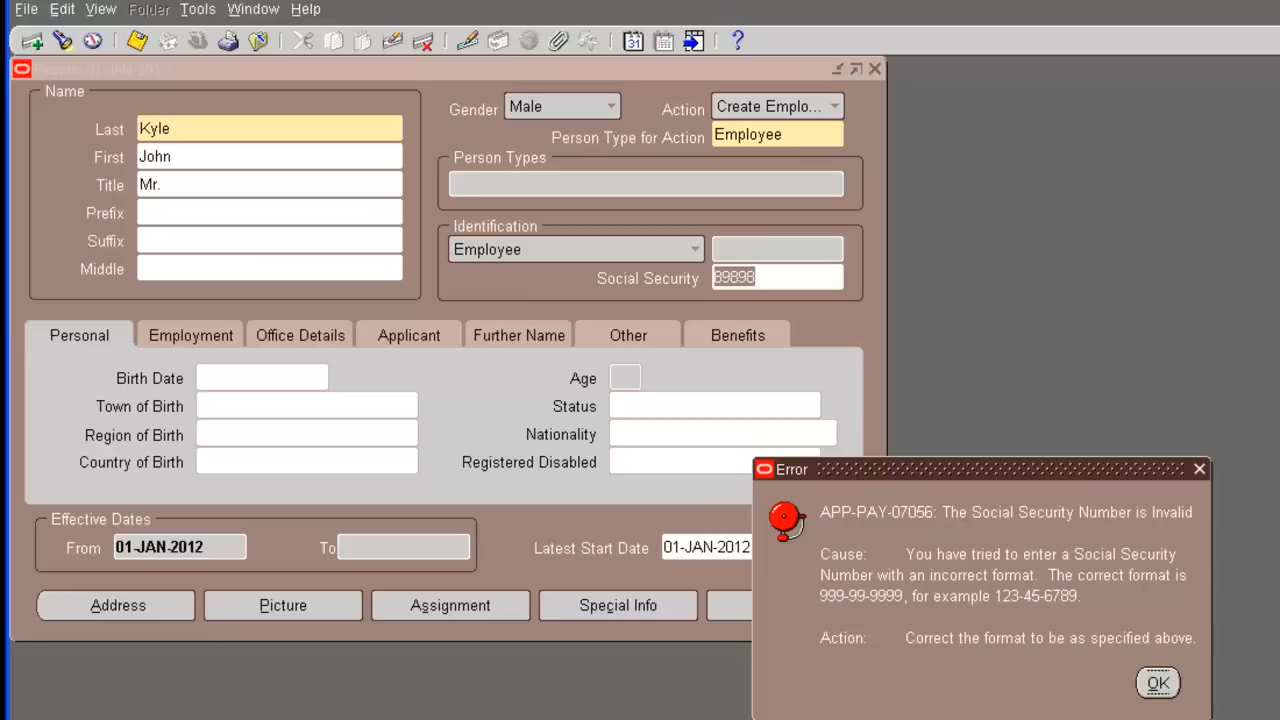 File Edit View Folder Tools Window Help
31
?
Name
Last Kyle
First John
Title Mr.
Prefix
Suffix
Middle
Gender Male Action Create Emplo...
Person Type for Action Employee
Person Types
Identification
Employee
Social Security 89898
Personal Employment Office Details Applicant Further Name Other Benefits
Birth Date Age
Town of Birth Status
Region of Birth Nationality
Country of Birth Registered Disabled
Effective Dates
From 01-JAN-2012 To Latest Start Date 01-JAN-2012
Address Picture Assignment Special Info
Error
APP-PAY-07056: The Social Security Number is Invalid
Cause: You have tried to enter a Social Security
Number with an incorrect format. The correct format is
999-99-9999, for example 123-45-6789.
Action: Correct the format to be as specified above.
OK